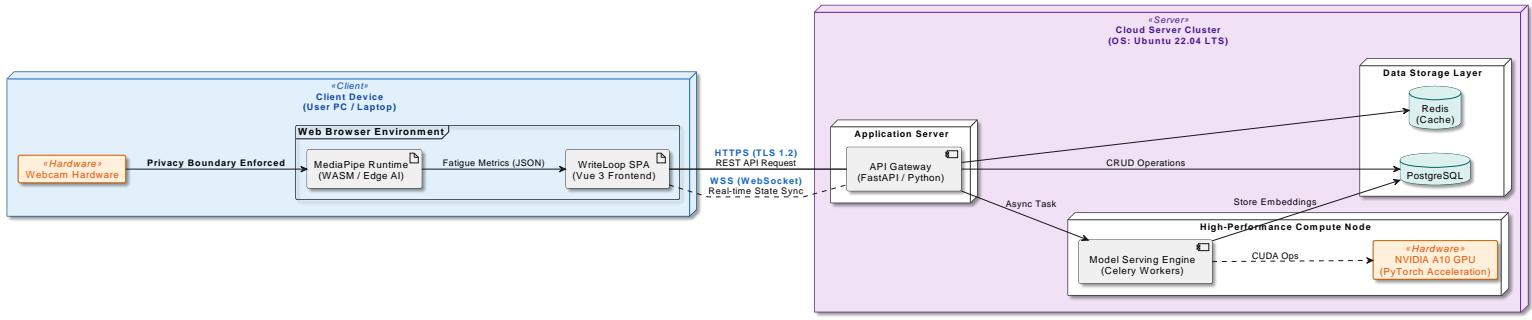 «Client»
Client Device
(User PC / Laptop)
Web Browser Environment
«Hardware»
Webcam Hardware
Privacy Boundary Enforced
MediaPipe Runtime
(WASM / Edge AI)
Fatigue Metrics (JSON)
WriteLoop SPA
(Vue 3 Frontend)
HTTPS (TLS 1.2)
REST API Request
WSS (WebSocket)
Real-time State Sync
«Server»
Cloud Server Cluster
(OS: Ubuntu 22.04 LTS)
Application Server
API Gateway
(FastAPI / Python)
Data Storage Layer
Redis
(Cache)
CRUD Operations
PostgreSQL
Async Task
Store Embeddings
High-Performance Compute Node
Model Serving Engine
(Celery Workers)
CUDA Ops
«Hardware»
NVIDIA A10 GPU
(PyTorch Acceleration)